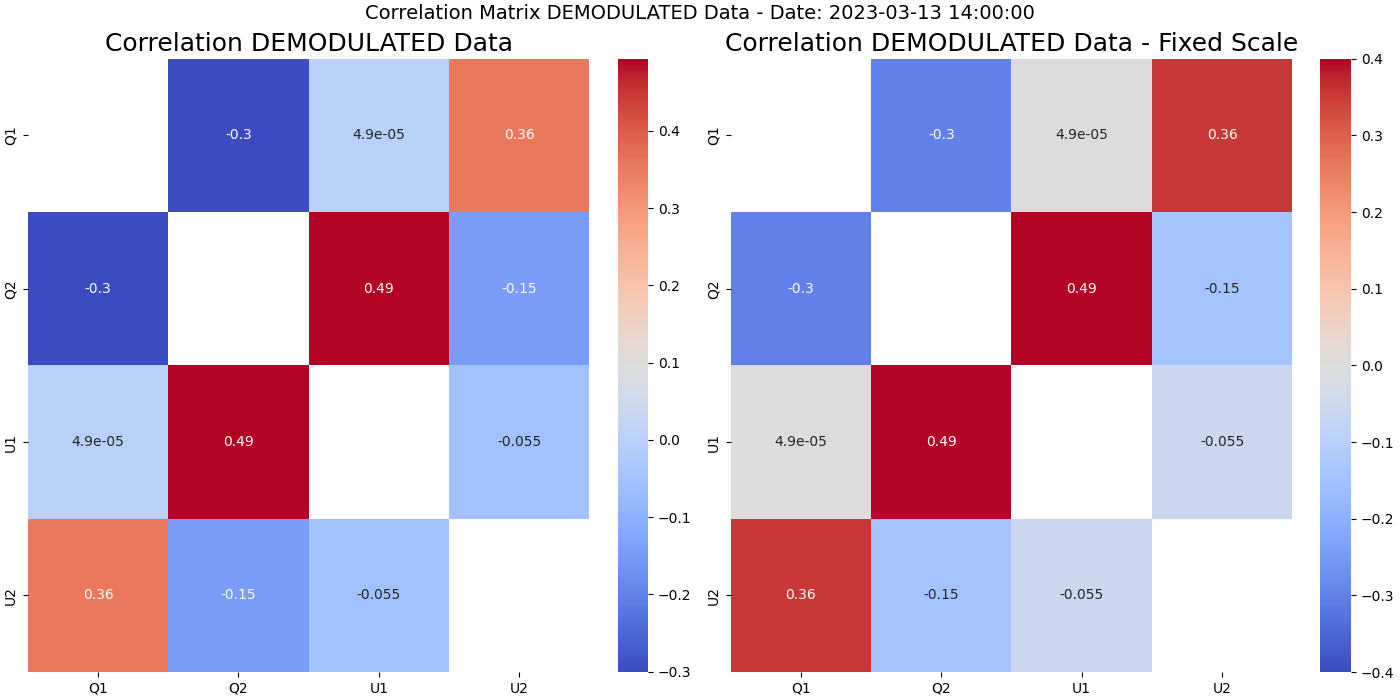 Correlation Matrix DEMODULATED Data - Date: 2023-03-13 14:00:00
Correlation DEMODULATED Data
Q1
-0.3
4.9e-05
0.36
Q2
-0.3
0.49
-0.15
U1
4.9e-05
0.49
-0.055
U2
0.36
-0.15
-0.055
Q1 Q2 U1 U2
0.4
0.3
0.2
0.1
0.0
−0.1
−0.2
−0.3
Correlation DEMODULATED Data - Fixed Scale
Q1
-0.3
4.9e-05
0.36
Q2
-0.3
0.49
-0.15
U1
4.9e-05
0.49
-0.055
U2
0.36
-0.15
-0.055
Q1 Q2 U1 U2
0.4
0.3
0.2
0.1
0.0
−0.1
−0.2
−0.3
−0.4